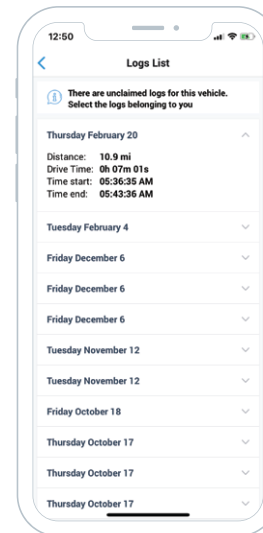 12:50
Logs List
There are unclaimed logs for this vehicle.
Select the logs belonging to you
Thursday February 20
Distance: 10.9 mi
Drive Time: 0h 07m 01s
Time start: 05:36:35 AM
Time end: 05:43:36 AM
Tuesday February 4
Friday December 6
Friday December 6
Friday December 6
Tuesday November 12
Tuesday November 12
Friday October 18
Thursday October 17
Thursday October 17
Thursday October 17